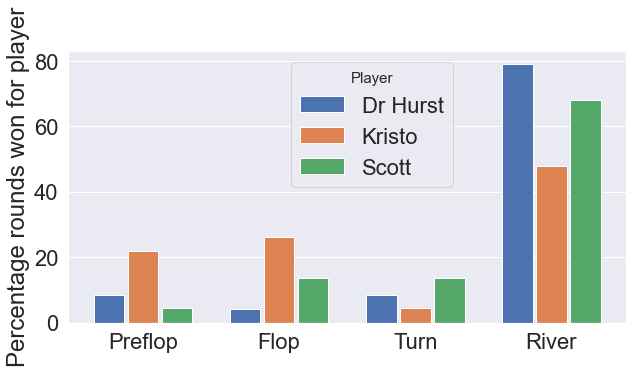 Percentage rounds won for player
80
60
40
20
0
Player
Dr Hurst
Kristo
Scott
Preflop Flop Turn River